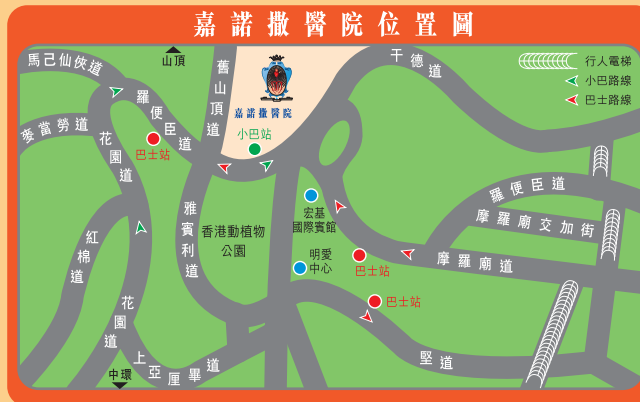 嘉諾撒醫院位置圖
馬己仙俠道
山頂
舊山頂道
干德道
行人電梯
小巴路線
巴士路線
嘉諾撒醫院
小巴站
羅便臣道
巴士站
麥當勞道
花園道
雅賓利道
香港動植物
公園
宏基
國際賓館
明愛
中心
巴士站
巴士站
羅便臣道
摩羅廟交加街
摩羅廟道
紅棉道
花園道
堅道
上亞厘畢道
中環